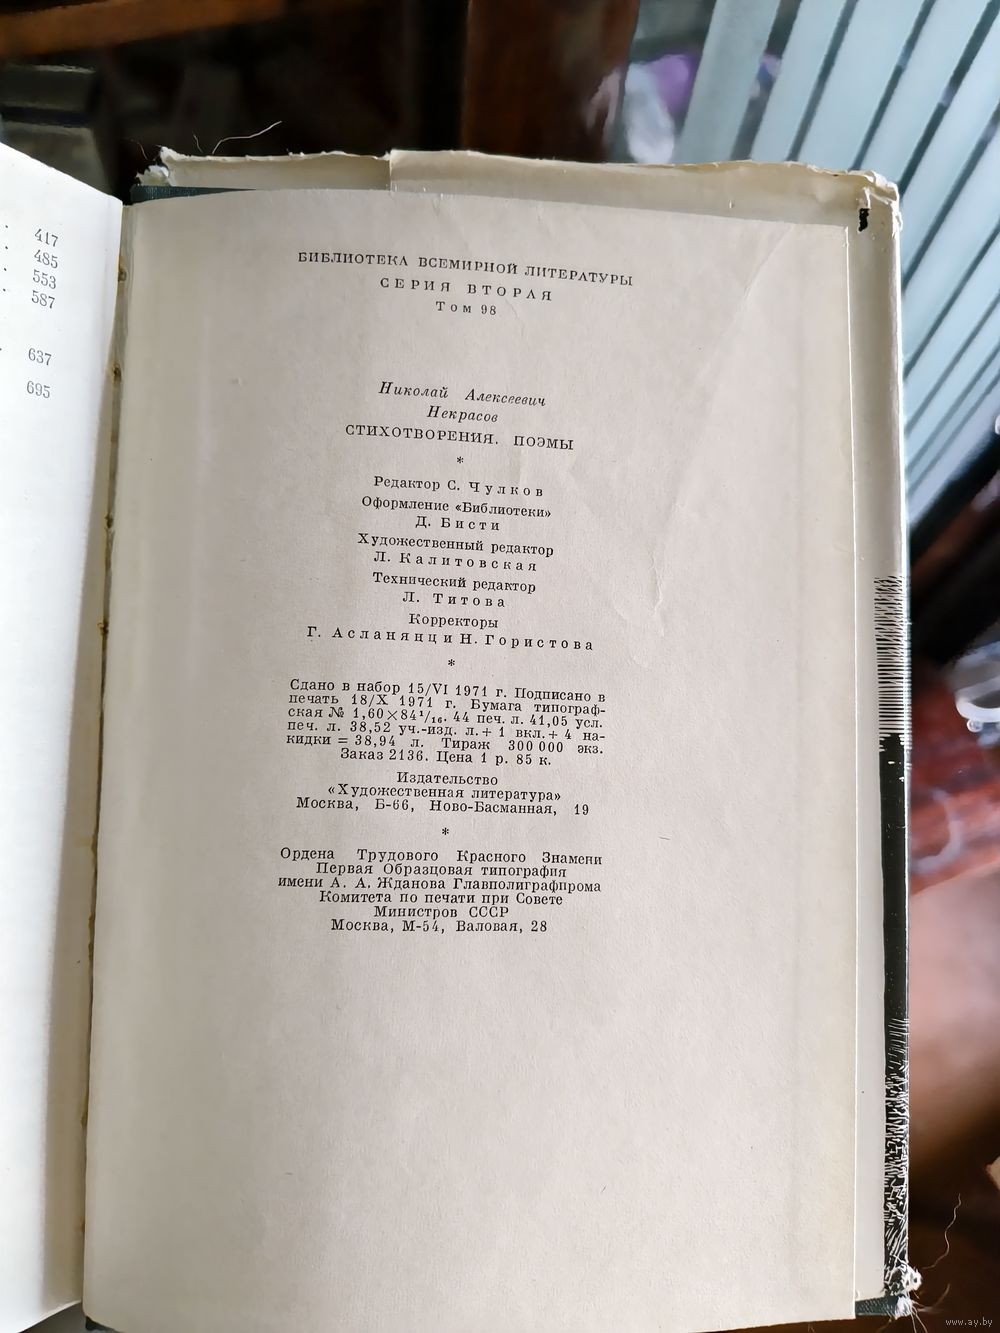 417
485
553
587
637
695
БИБЛИОТЕКА ВСЕМИРНОЙ ЛИТЕРАТУРЫ
СЕРИЯ ВТОРАЯ
Том 98
Николай Алексеевич
Некрасов
СТИХОТВОРЕНИЯ. ПОЭМЫ
*
Редактор С. Чулков
Оформление «Библиотеки»
Д. Бисти
Художественный редактор
Л. Калитовская
Технический редактор
Л. Титова
Корректоры
Г. Асланянц и Н. Гористова
*
Сдано в набор 15/VI 1971 г. Подписано в
печать 18/X 1971 г. Бумага типограф-
ская № 1,60×84¹/₁₆. 44 печ. л. 41,05 усл.
печ. л. 38,52 уч.-изд. л. + 1 вкл. + 4 на-
кидки = 38,94 л. Тираж 300 000 экз.
Заказ 2136. Цена 1 р. 85 к.
Издательство
«Художественная литература»
Москва, Б-66, Ново-Басманная, 19
*
Ордена Трудового Красного Знамени
Первая Образцовая типография
имени А. А. Жданова Главполиграфпрома
Комитета по печати при Совете
Министров СССР
Москва, М-54, Валовая, 28
www.ay.by